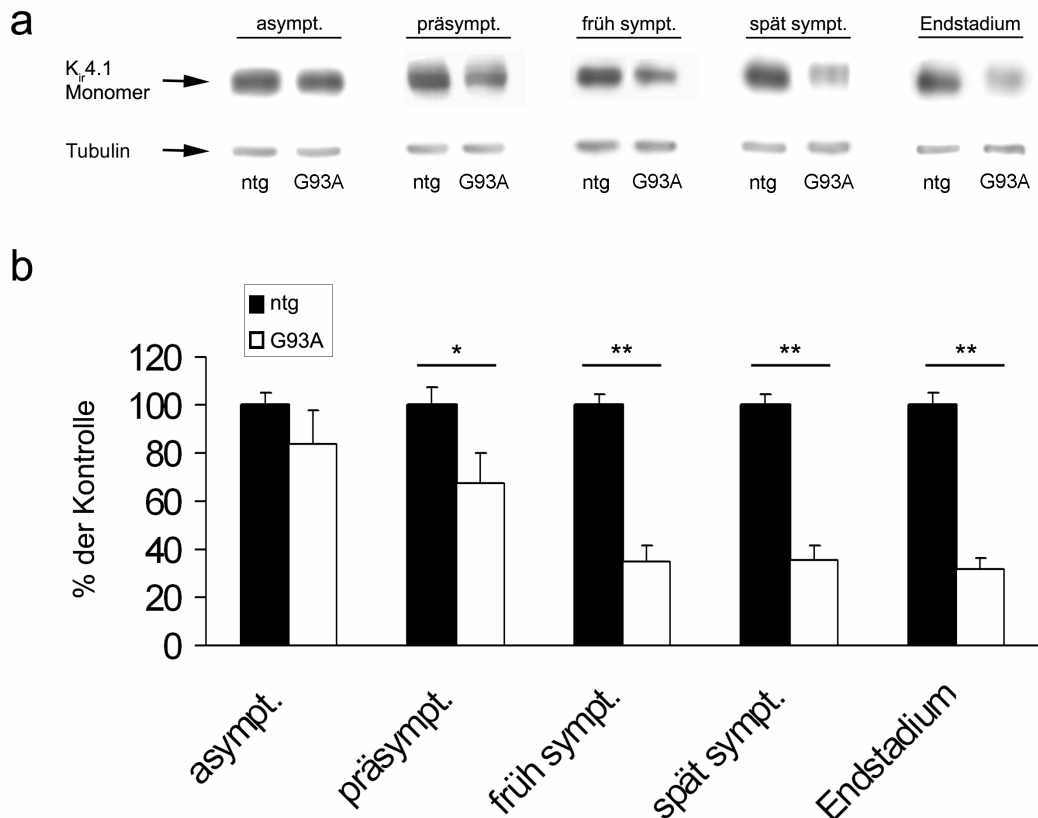 a
asympt.
präsympt.
früh sympt.
spät sympt.
Endstadium
Kir4.1
Monomer
Tubulin
ntg G93A ntg G93A ntg G93A ntg G93A ntg G93A
b
ntg
G93A
% der Kontrolle
120
100
80
60
40
20
0
*
**
**
**
asympt.
präsympt.
früh sympt.
spät sympt.
Endstadium